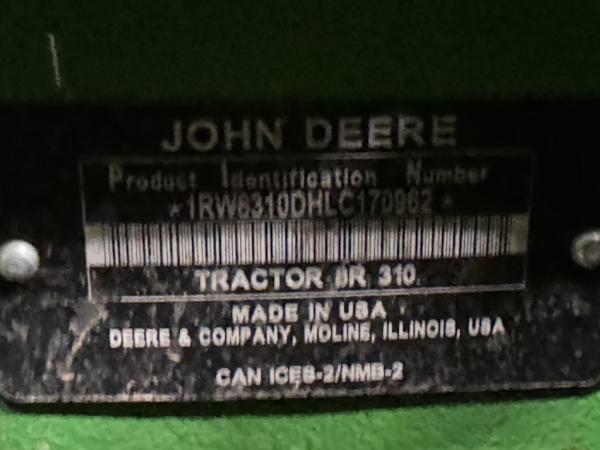 JOHN DEERE
Product Identification Number
*1RW8310DHLC170962*
TRACTOR 8R 310
MADE IN USA
DEERE & COMPANY, MOLINE, ILLINOIS, USA
CAN ICES-2/NMB-2